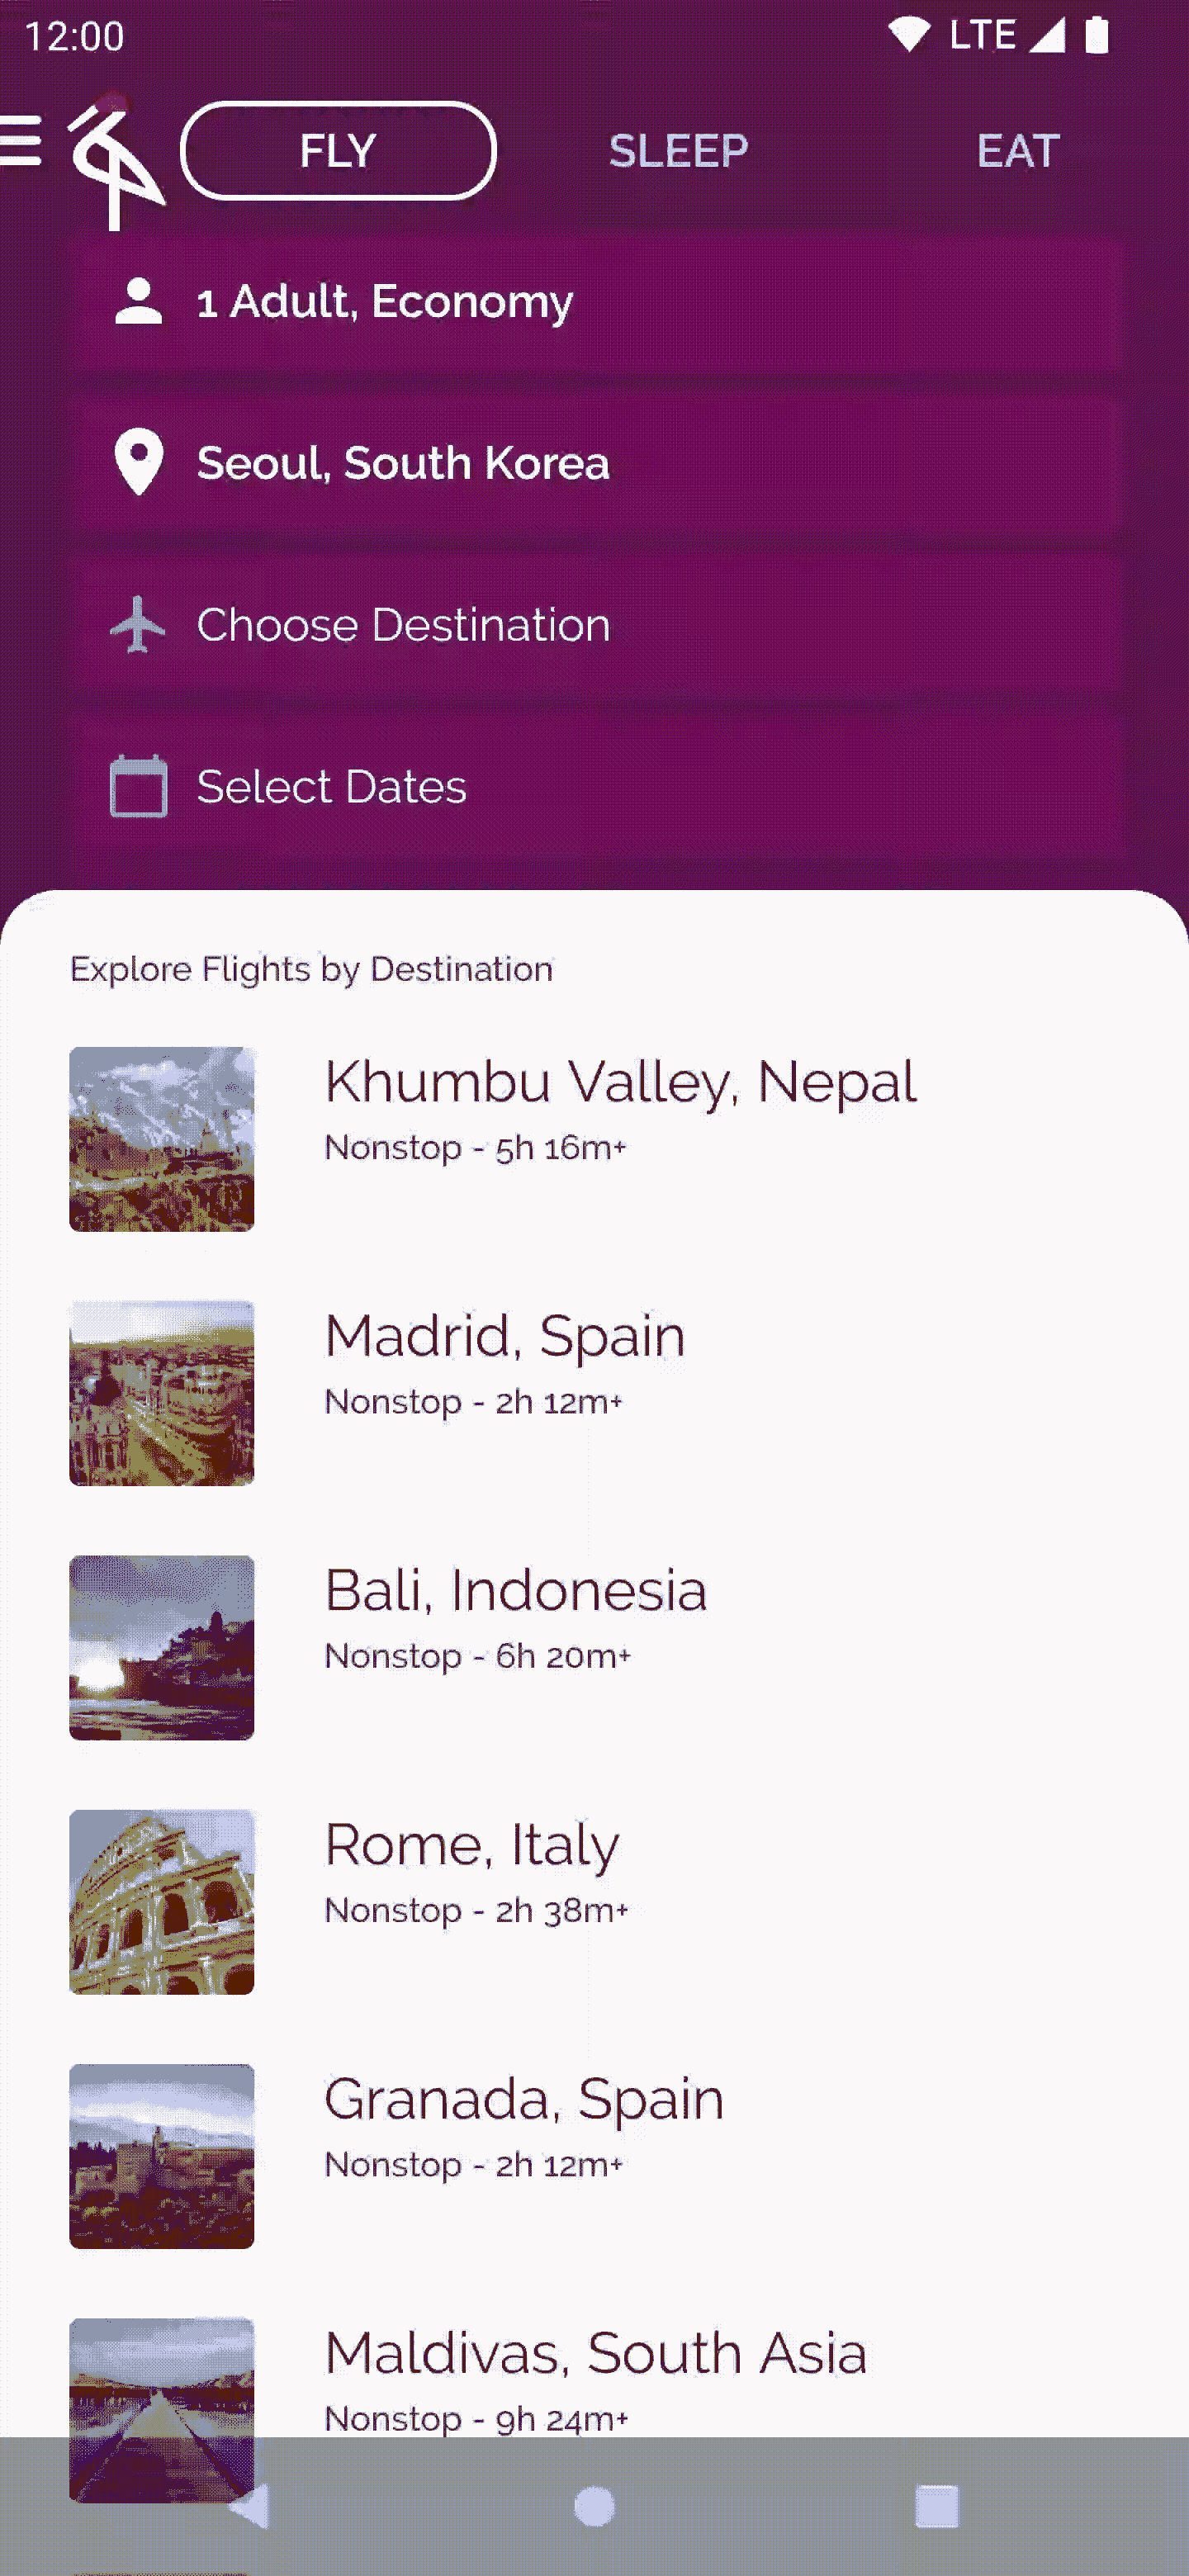 12:00
LTE
FLY
SLEEP
EAT
1 Adult, Economy
Seoul, South Korea
Choose Destination
Select Dates
Explore Flights by Destination
Khumbu Valley, Nepal
Nonstop - 5h 16m+
Madrid, Spain
Nonstop - 2h 12m+
Bali, Indonesia
Nonstop - 6h 20m+
Rome, Italy
Nonstop - 2h 38m+
Granada, Spain
Nonstop - 2h 12m+
Maldivas, South Asia
Nonstop - 9h 24m+